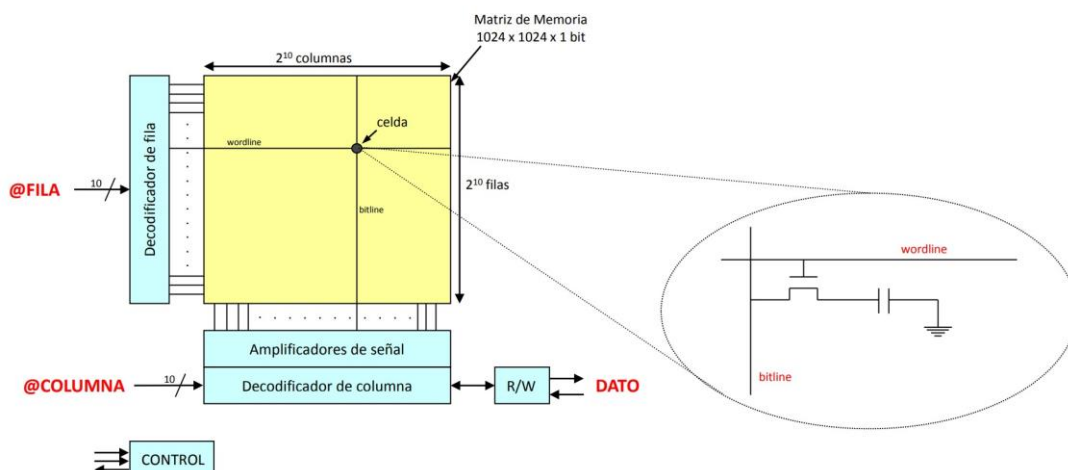 Matriz de Memoria
1024 x 1024 x 1 bit
2¹⁰ columnas
celda
wordline
Decodificador de fila
@FILA
10
2¹⁰ filas
bitline
wordline
bitline
Amplificadores de señal
@COLUMNA
10
Decodificador de columna
R/W
DATO
CONTROL